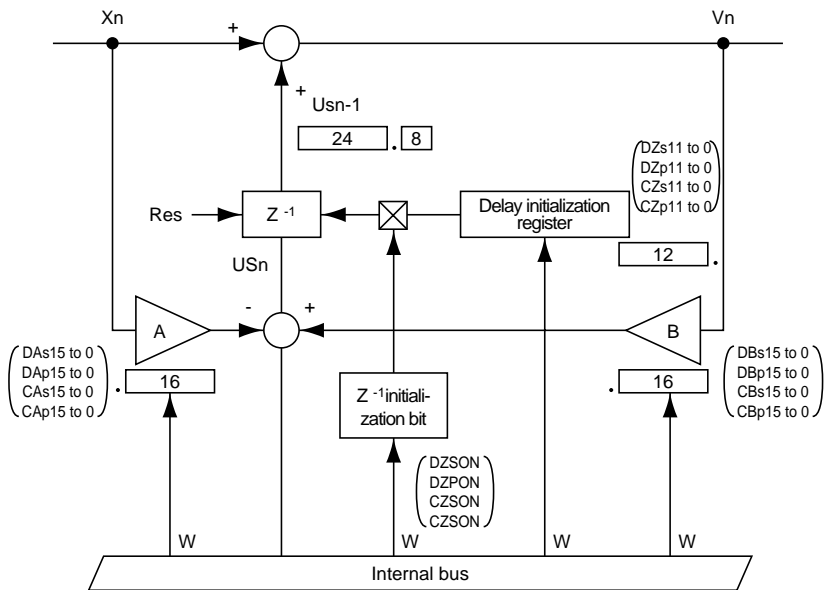 Xn
Vn
+
+
Usn-1
24 . 8
DZs11 to 0
DZp11 to 0
CZs11 to 0
CZp11 to 0
Res
Z -1
Delay initialization
register
12 .
USn
-
+
A
B
DAs15 to 0
DAp15 to 0
CAs15 to 0
CAp15 to 0
. 16
Z -1 initiali-
zation bit
. 16
DBs15 to 0
DBp15 to 0
CBs15 to 0
CBp15 to 0
DZSON
DZPON
CZSON
CZSON
W
W
W
W
Internal bus